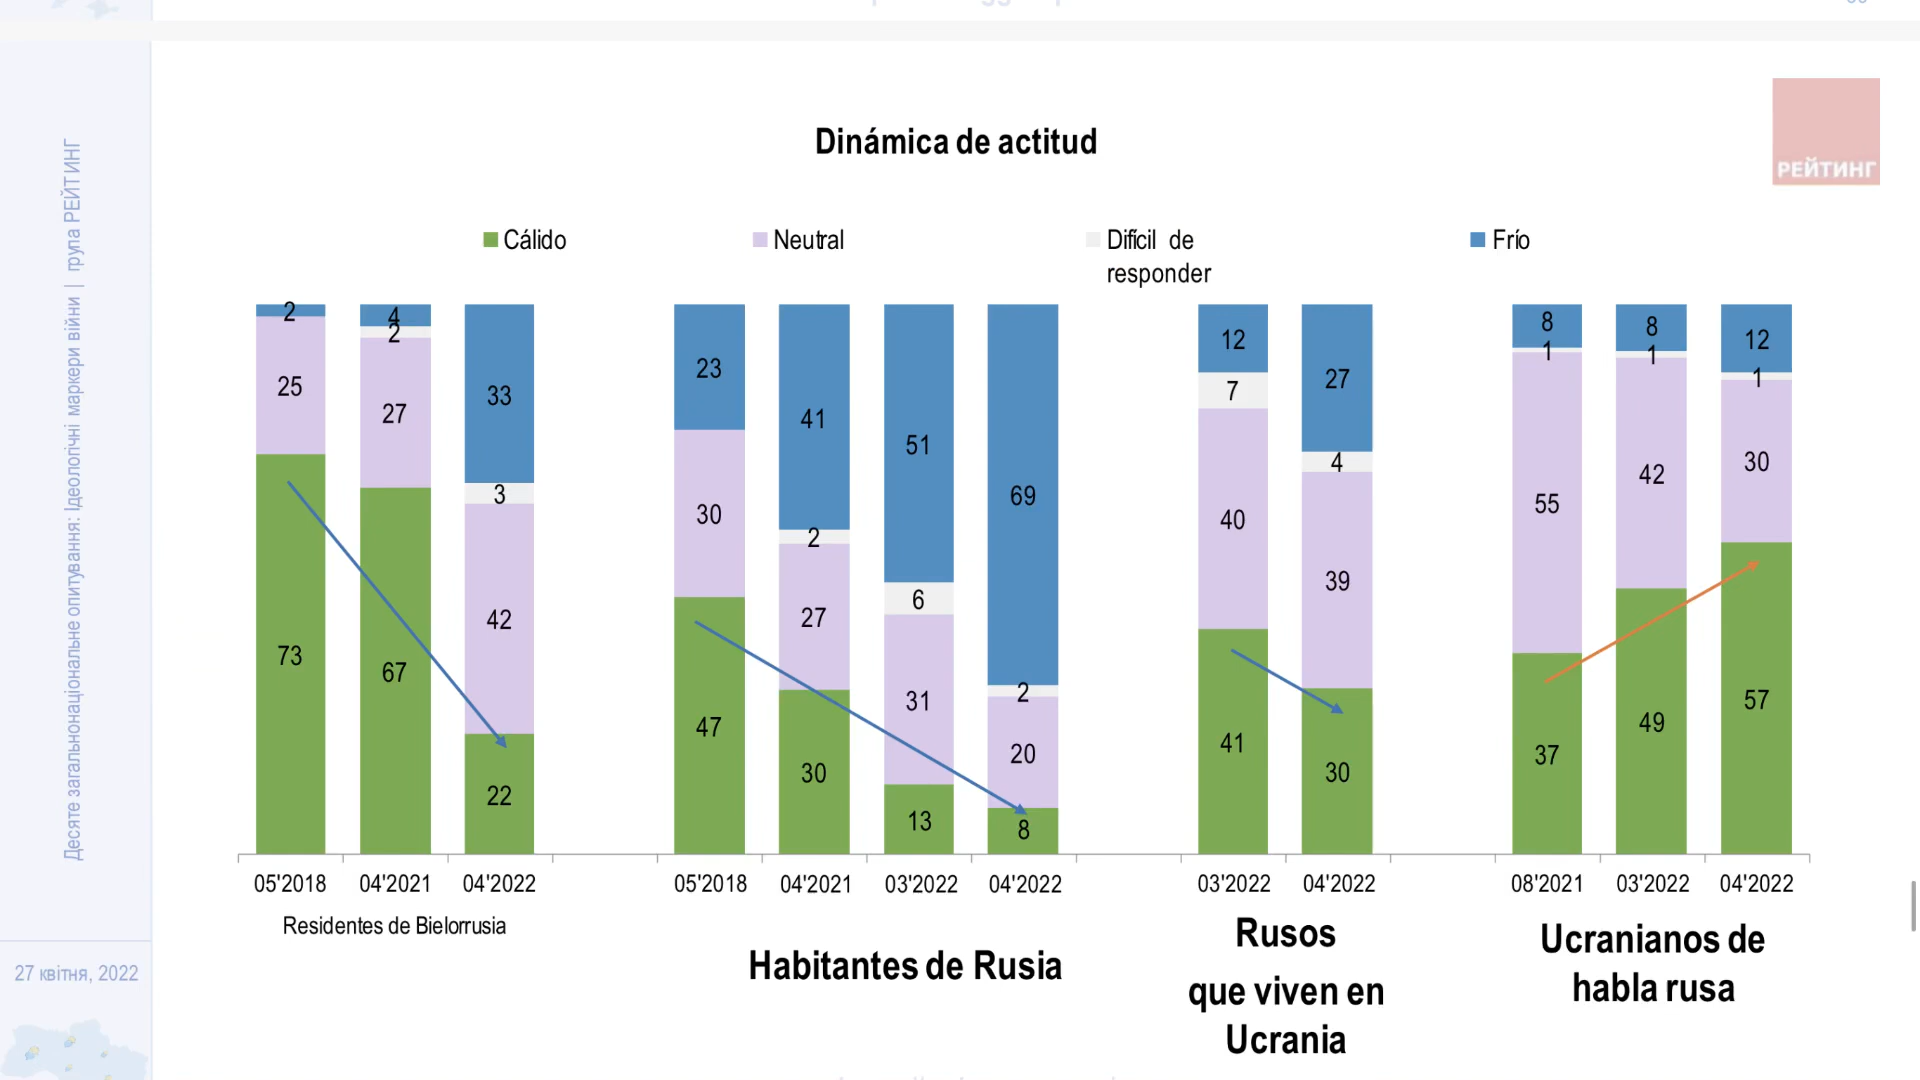 Dinámica de actitud
РЕЙТИНГ
Cálido
Neutral
Difícil de
responder
Frío
2
25
73
4
2
27
67
33
3
42
22
23
30
47
41
2
27
30
51
6
31
13
69
2
20
8
12
7
40
41
27
4
39
30
8
1
55
37
8
1
42
49
12
1
30
57
05'2018 04'2021 04'2022 05'2018 04'2021 03'2022 04'2022 03'2022 04'2022 08'2021 03'2022 04'2022
Residentes de Bielorrusia
Habitantes de Rusia
Rusos
que viven en
Ucrania
Ucranianos de
habla rusa
Десяте загальнонаціональне опитування: Ідеологічні маркери війни | група РЕЙТИНГ
27 квітня, 2022